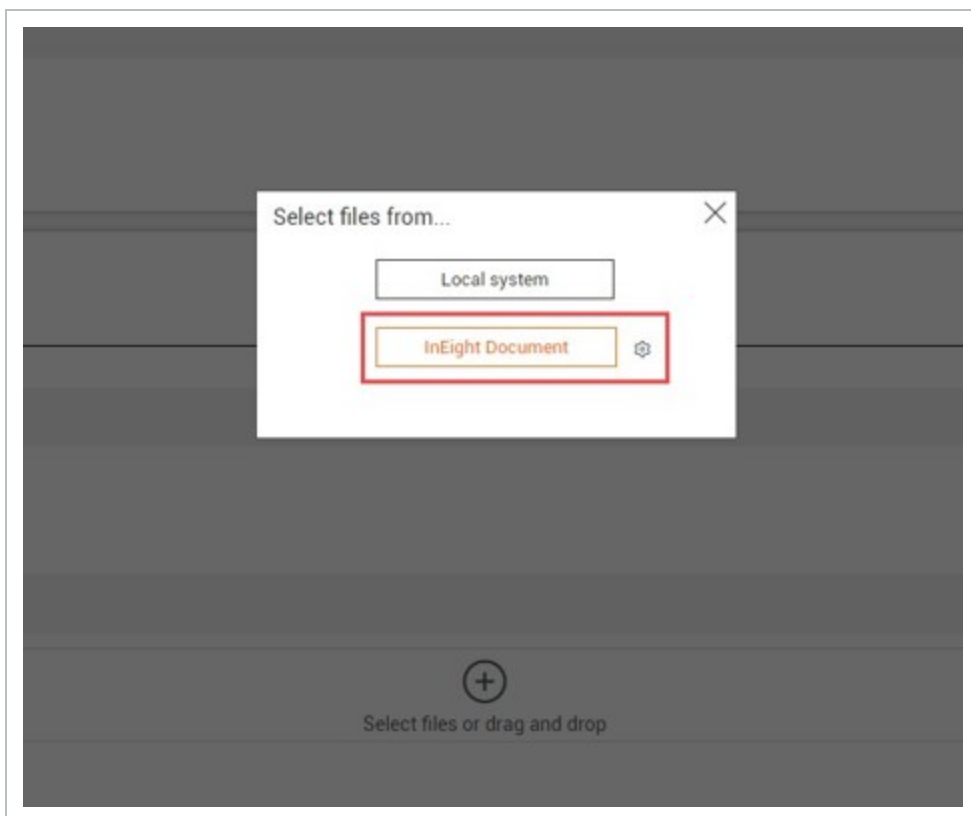 Select files from...
Local system
InEight Document
Select files or drag and drop